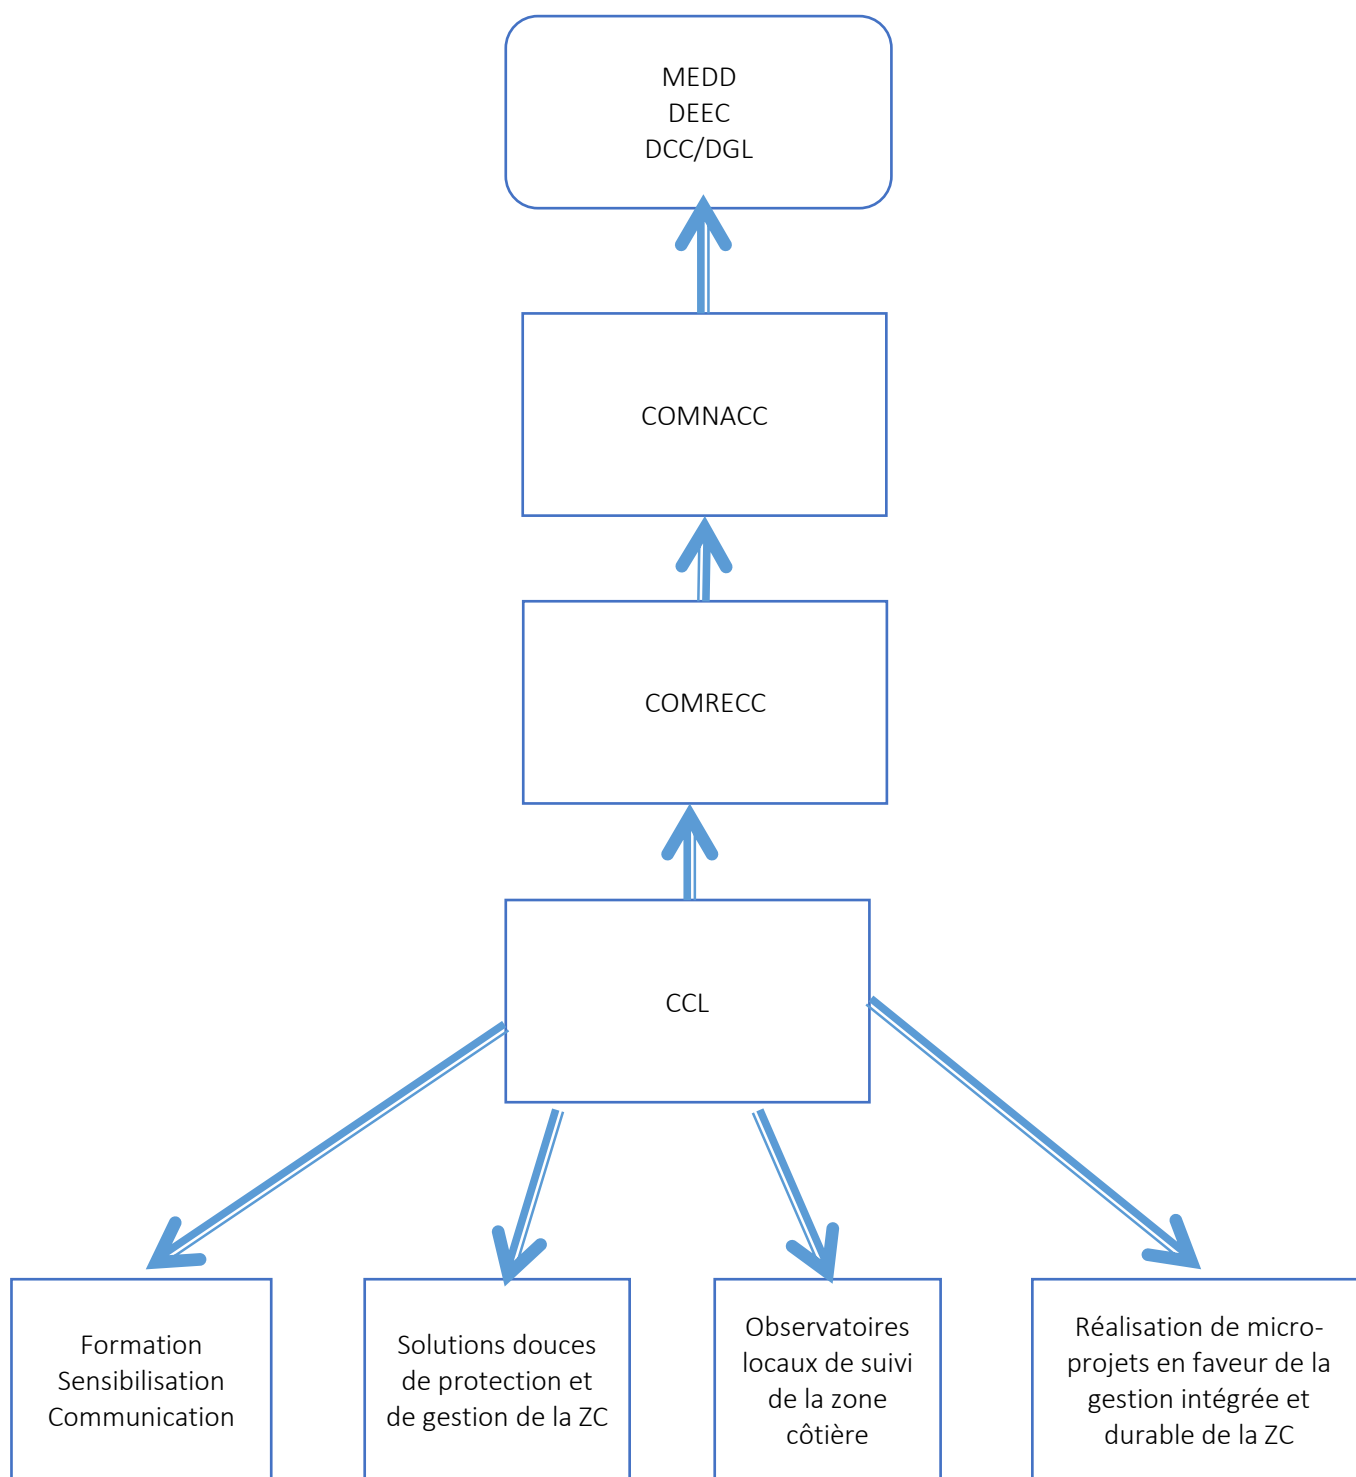 MEDD
DEEC
DCC/DGL
COMNACC
COMRECC
CCL
Formation
Sensibilisation
Communication
Solutions douces
de protection et
de gestion de la ZC
Observatoires
locaux de suivi
de la zone
côtière
Réalisation de micro-
projets en faveur de la
gestion intégrée et
durable de la ZC